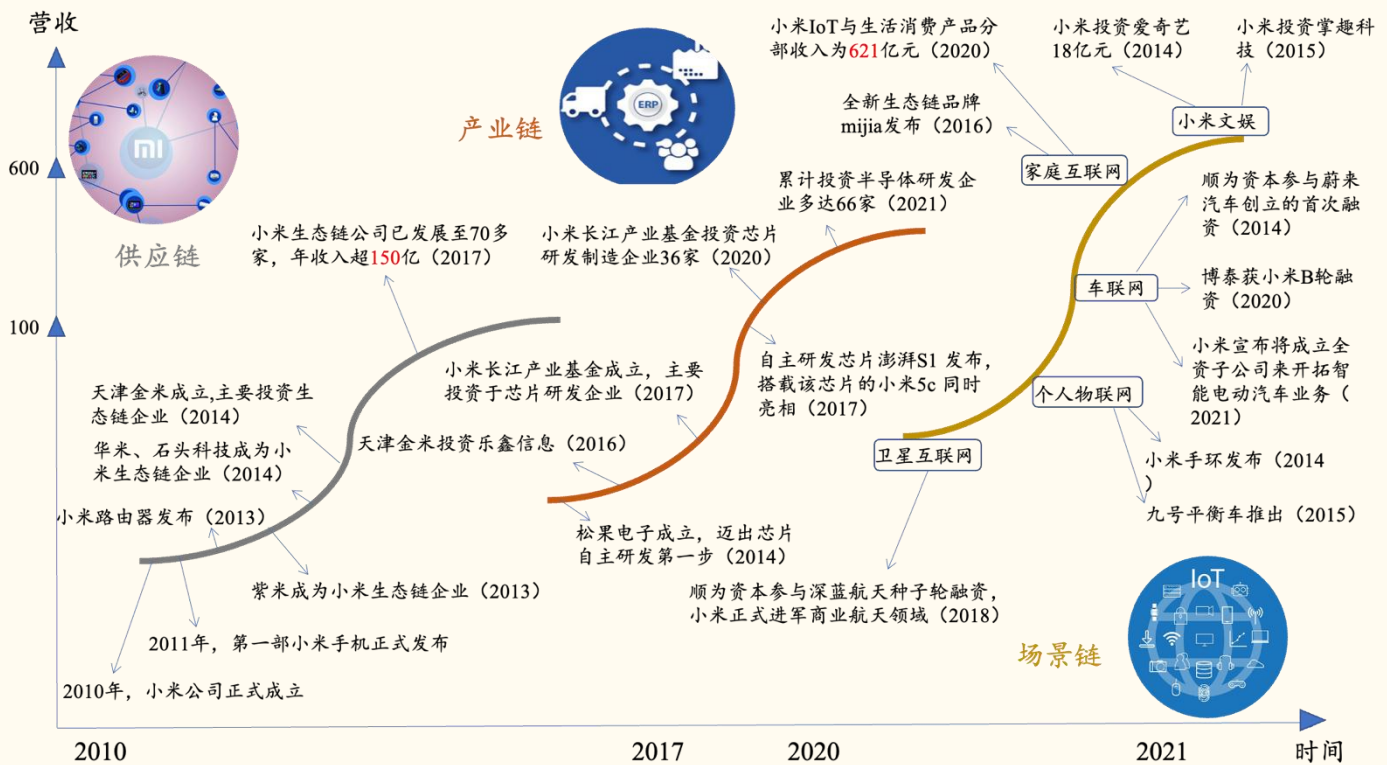 营收
600
100
供应链
小米生态链公司已发展至70多
家，年收入超150亿（2017）
天津金米成立,主要投资生
态链企业（2014）
华米、石头科技成为小
米生态链企业（2014）
小米路由器发布（2013）
紫米成为小米生态链企业（2013）
2011年，第一部小米手机正式发布
2010年，小米公司正式成立
产业链
ERP
累计投资半导体研发企
业多达66家（2021）
小米长江产业基金投资芯片
研发制造企业36家（2020）
小米长江产业基金成立，主要
投资于芯片研发企业（2017）
自主研发芯片澎湃S1 发布，
搭载该芯片的小米5c 同时
亮相（2017）
天津金米投资乐鑫信息（2016）
松果电子成立，迈出芯片
自主研发第一步（2014）
小米IoT与生活消费产品分
部收入为621亿元（2020）
全新生态链品牌
mijia发布（2016）
小米投资爱奇艺
18亿元（2014）
小米投资掌趣科
技（2015）
小米文娱
家庭互联网
顺为资本参与蔚来
汽车创立的首次融
资（2014）
车联网
博泰获小米B轮融
资（2020）
小米宣布将成立全
资子公司来开拓智
能电动汽车业务（
2021）
个人物联网
小米手环发布（2014
）
九号平衡车推出（2015）
卫星互联网
顺为资本参与深蓝航天种子轮融资，
小米正式进军商业航天领域（2018）
场景链
IoT
2010
2017
2020
2021
时间